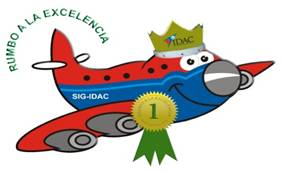 RUMBO A LA EXCELENCIA
IDAC
SIG-IDAC
1